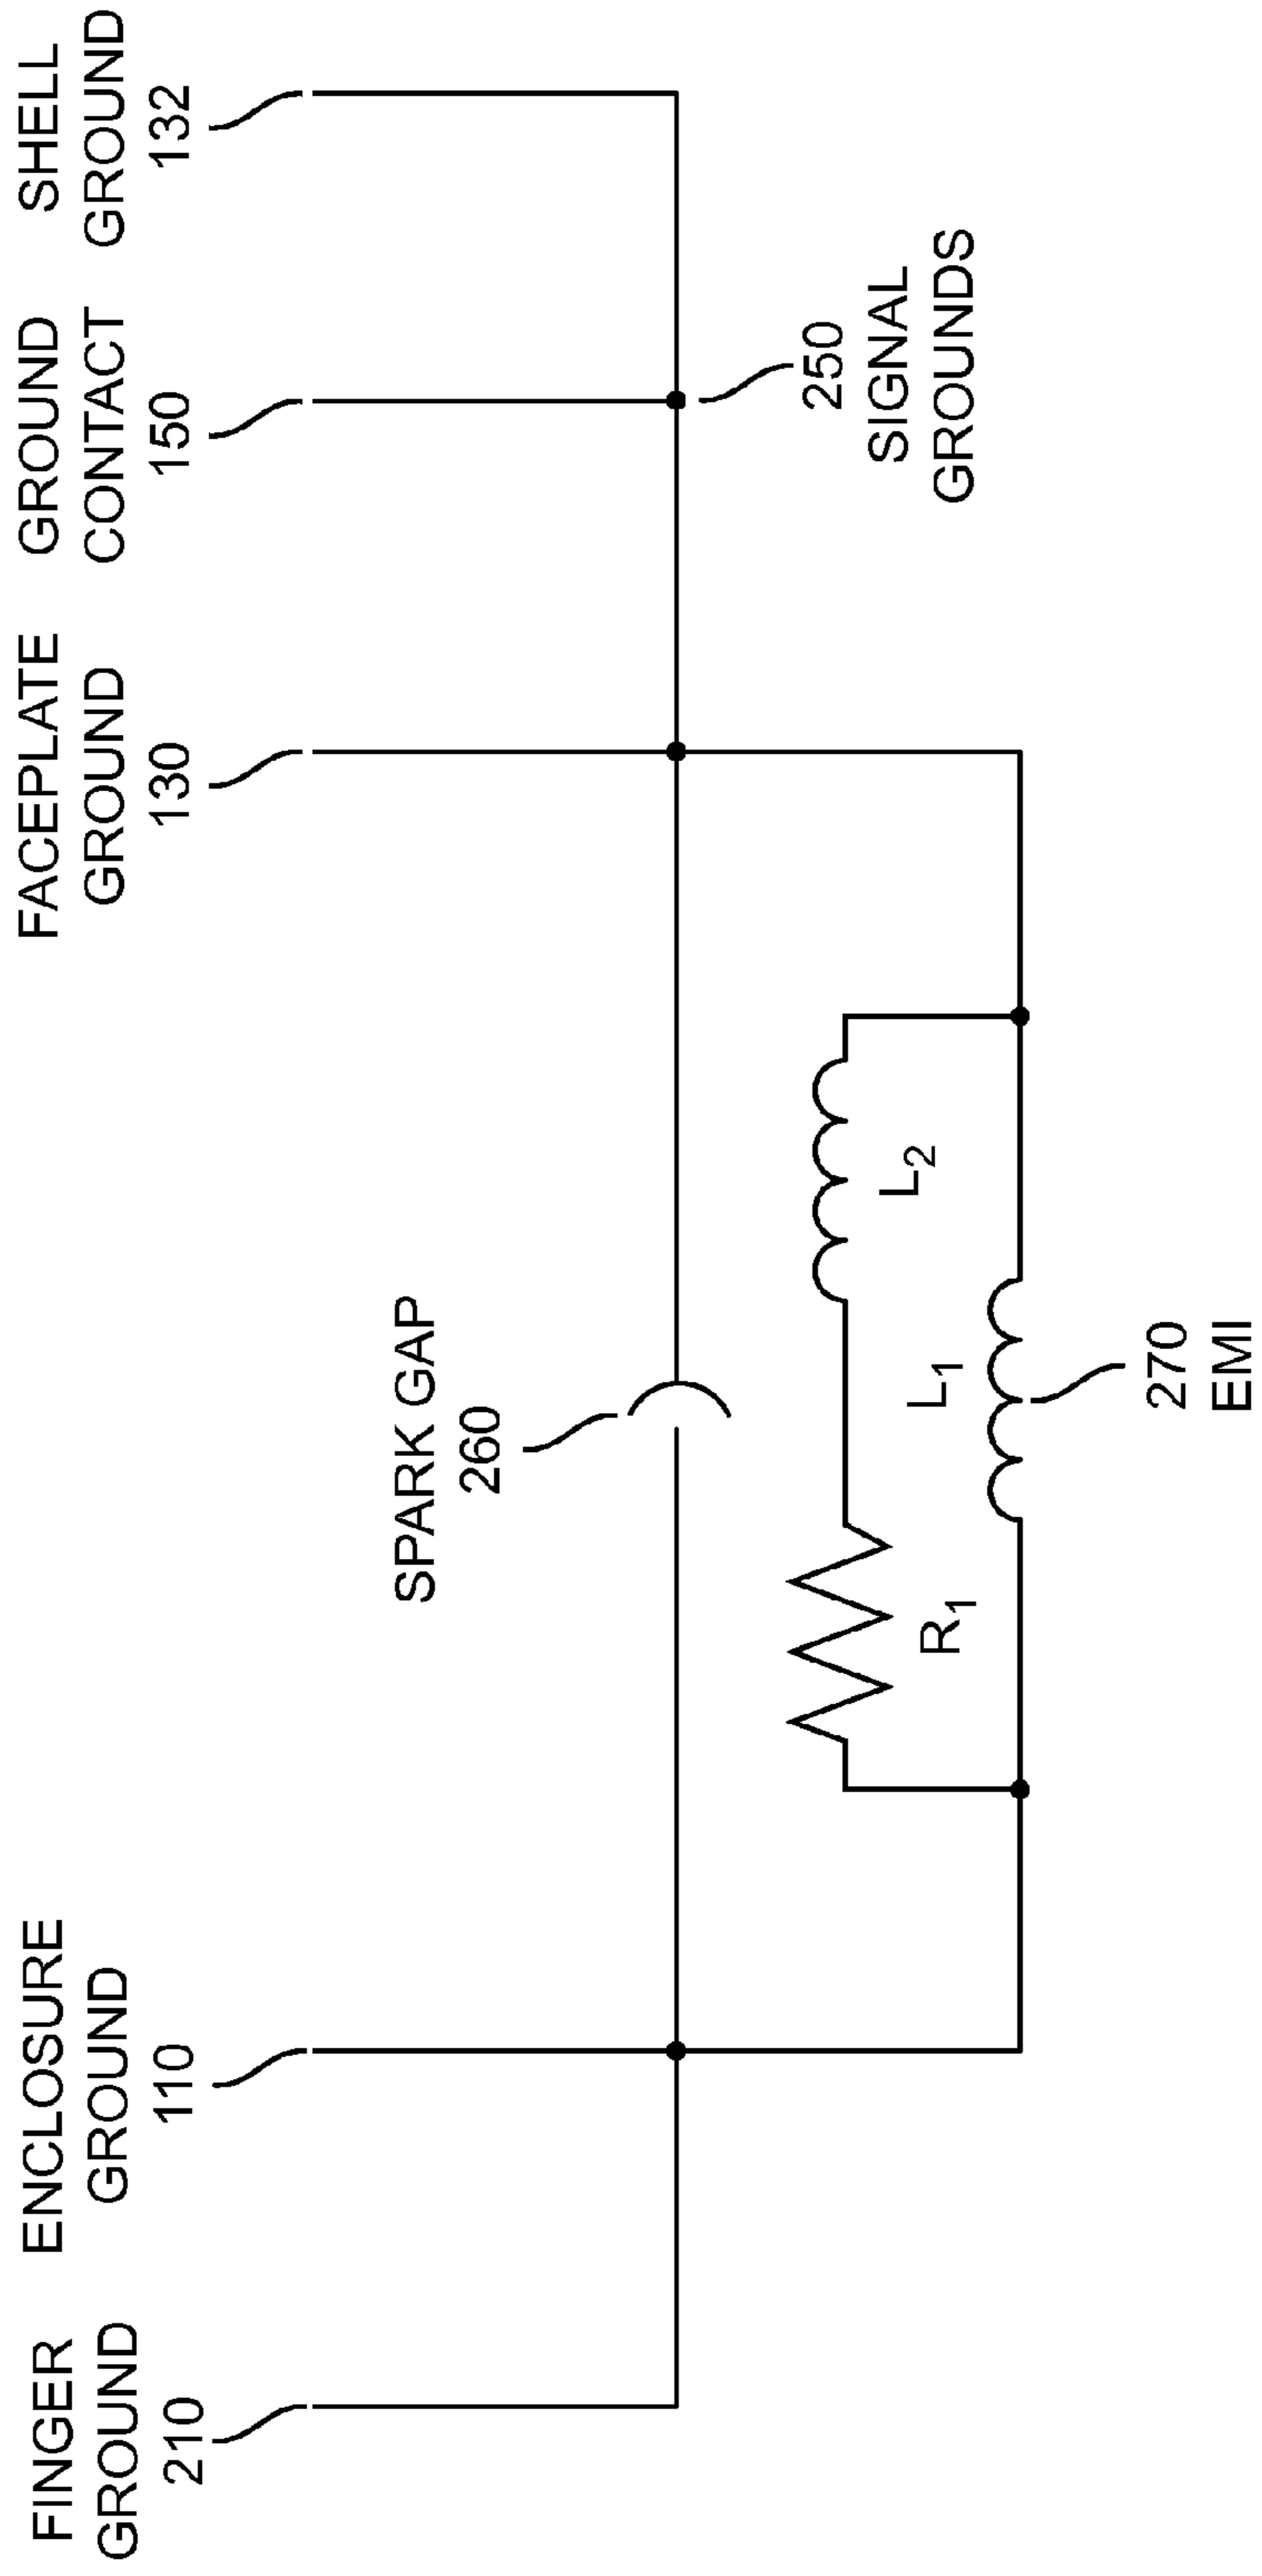 FINGER
GROUND
210
ENCLOSURE
GROUND
110
FACEPLATE
GROUND
130
GROUND
CONTACT
150
SHELL
GROUND
132
SPARK GAP
260
R1
L2
L1
270
EMI
250
SIGNAL
GROUNDS